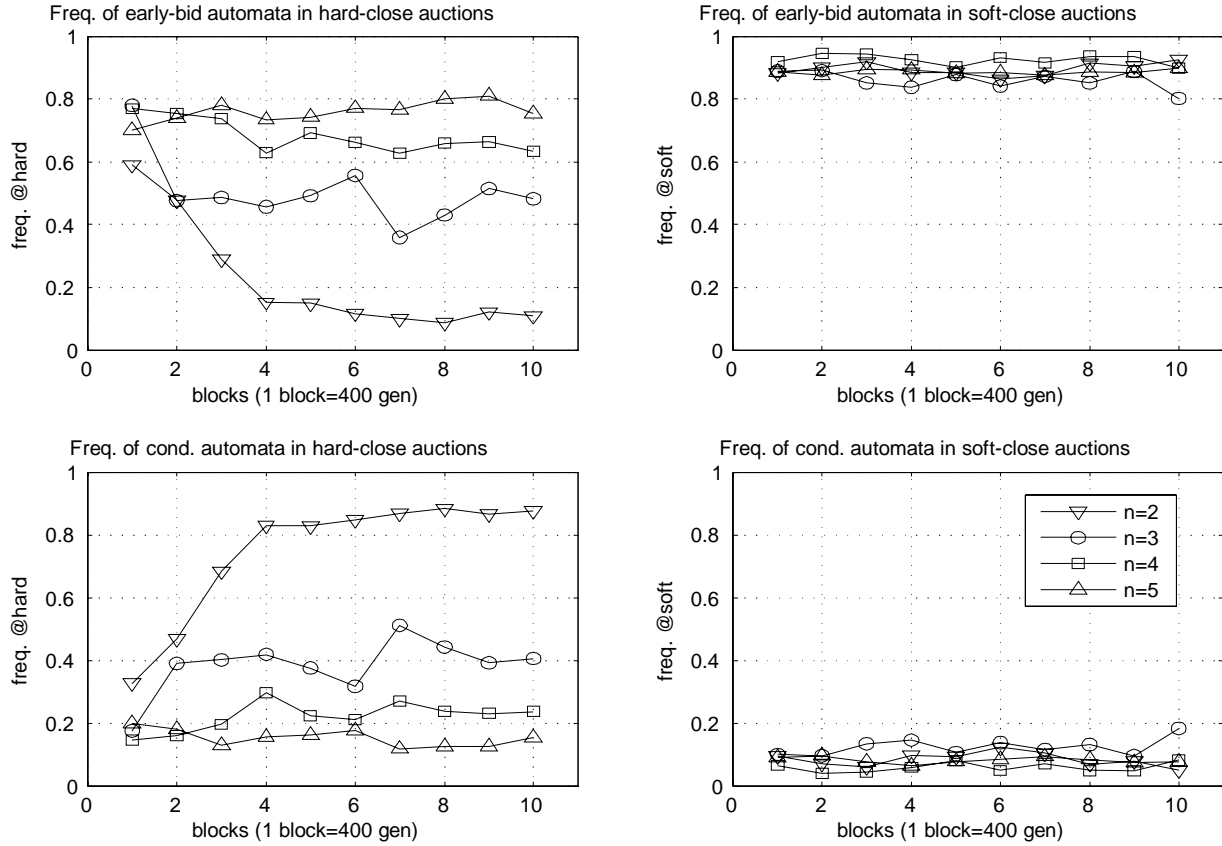 Freq. of early-bid automata in hard-close auctions
1
0.8
0.6
0.4
0.2
0
freq. @hard
0 2 4 6 8 10
blocks (1 block=400 gen)
Freq. of early-bid automata in soft-close auctions
1
0.8
0.6
0.4
0.2
0
freq. @soft
0 2 4 6 8 10
blocks (1 block=400 gen)
Freq. of cond. automata in hard-close auctions
1
0.8
0.6
0.4
0.2
0
freq. @hard
0 2 4 6 8 10
blocks (1 block=400 gen)
Freq. of cond. automata in soft-close auctions
1
0.8
0.6
0.4
0.2
0
freq. @soft
n=2
n=3
n=4
n=5
0 2 4 6 8 10
blocks (1 block=400 gen)